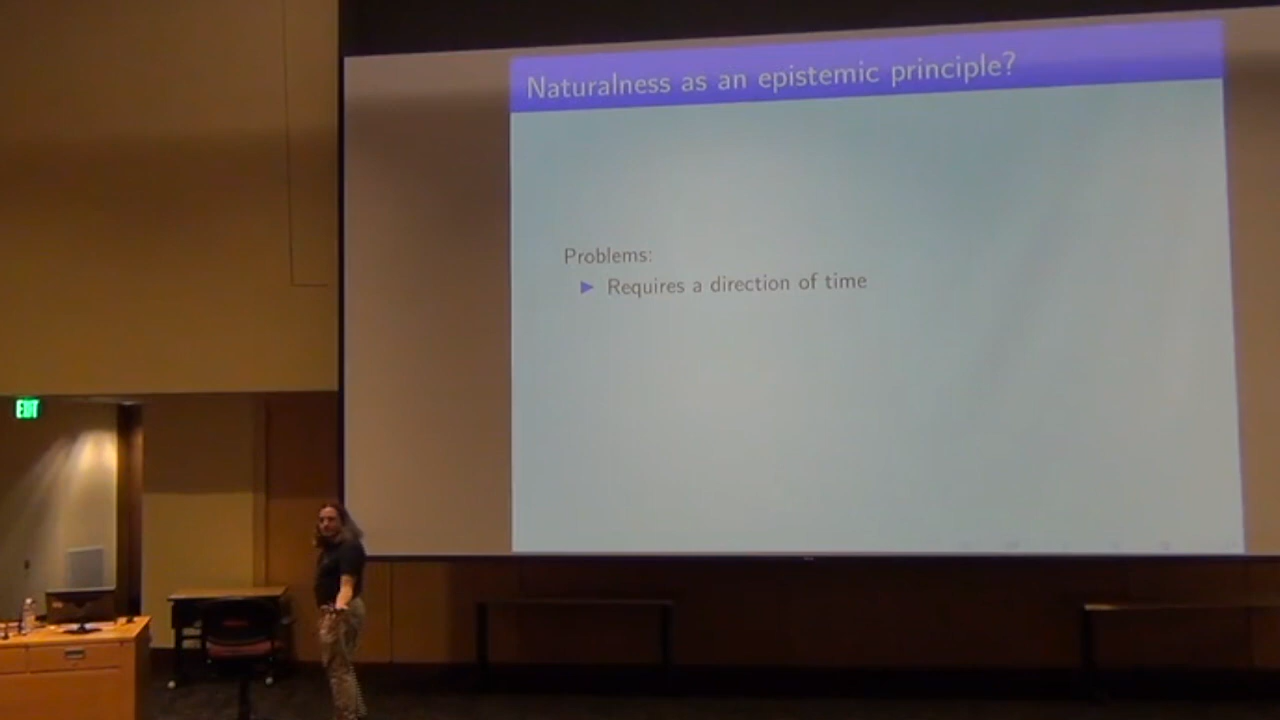 Naturalness as an epistemic principle?
Problems:
▶ Requires a direction of time
EXIT